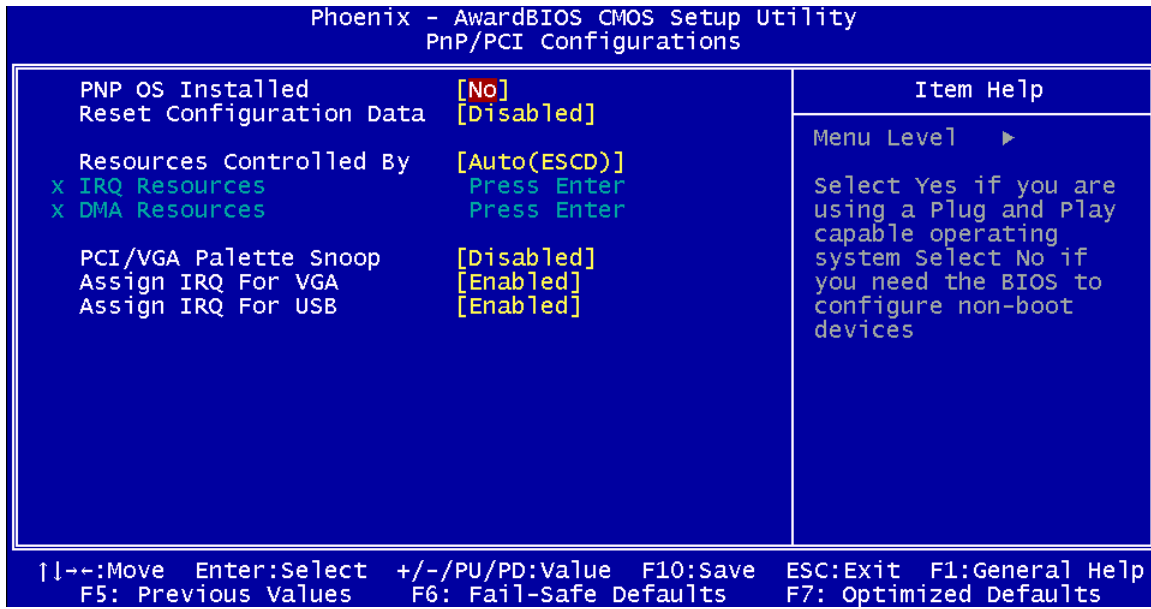 Phoenix - AwardBIOS CMOS Setup Utility
PnP/PCI Configurations
PNP OS Installed [No]
Reset Configuration Data [Disabled]
Resources Controlled By [Auto(ESCD)]
x IRQ Resources Press Enter
x DMA Resources Press Enter
PCI/VGA Palette Snoop [Disabled]
Assign IRQ For VGA [Enabled]
Assign IRQ For USB [Enabled]
Item Help
Menu Level ►
Select Yes if you are
using a Plug and Play
capable operating
system Select No if
you need the BIOS to
configure non-boot
devices
↑↓→←:Move Enter:Select +/-/PU/PD:Value F10:Save ESC:Exit F1:General Help
F5: Previous Values F6: Fail-Safe Defaults F7: Optimized Defaults